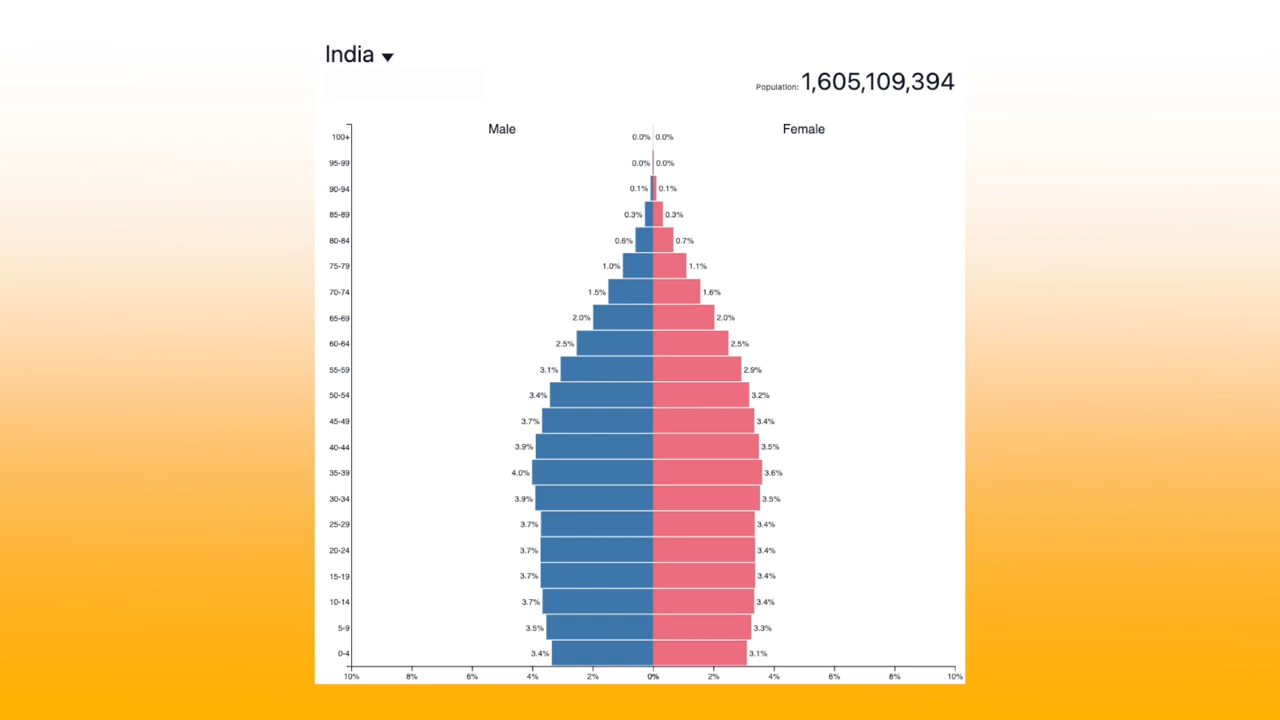 India
Population: 1,605,109,394
Male Female
100+ 0.0% 0.0%
95-99 0.0% 0.0%
90-94 0.1% 0.1%
85-89 0.3% 0.3%
80-84 0.6% 0.7%
75-79 1.0% 1.1%
70-74 1.5% 1.6%
65-69 2.0% 2.0%
60-64 2.5% 2.5%
55-59 3.1% 2.9%
50-54 3.4% 3.2%
45-49 3.7% 3.4%
40-44 3.9% 3.5%
35-39 4.0% 3.6%
30-34 3.9% 3.5%
25-29 3.7% 3.4%
20-24 3.7% 3.4%
15-19 3.7% 3.4%
10-14 3.7% 3.4%
5-9 3.5% 3.3%
0-4 3.4% 3.1%
10% 8% 6% 4% 2% 0% 2% 4% 6% 8% 10%